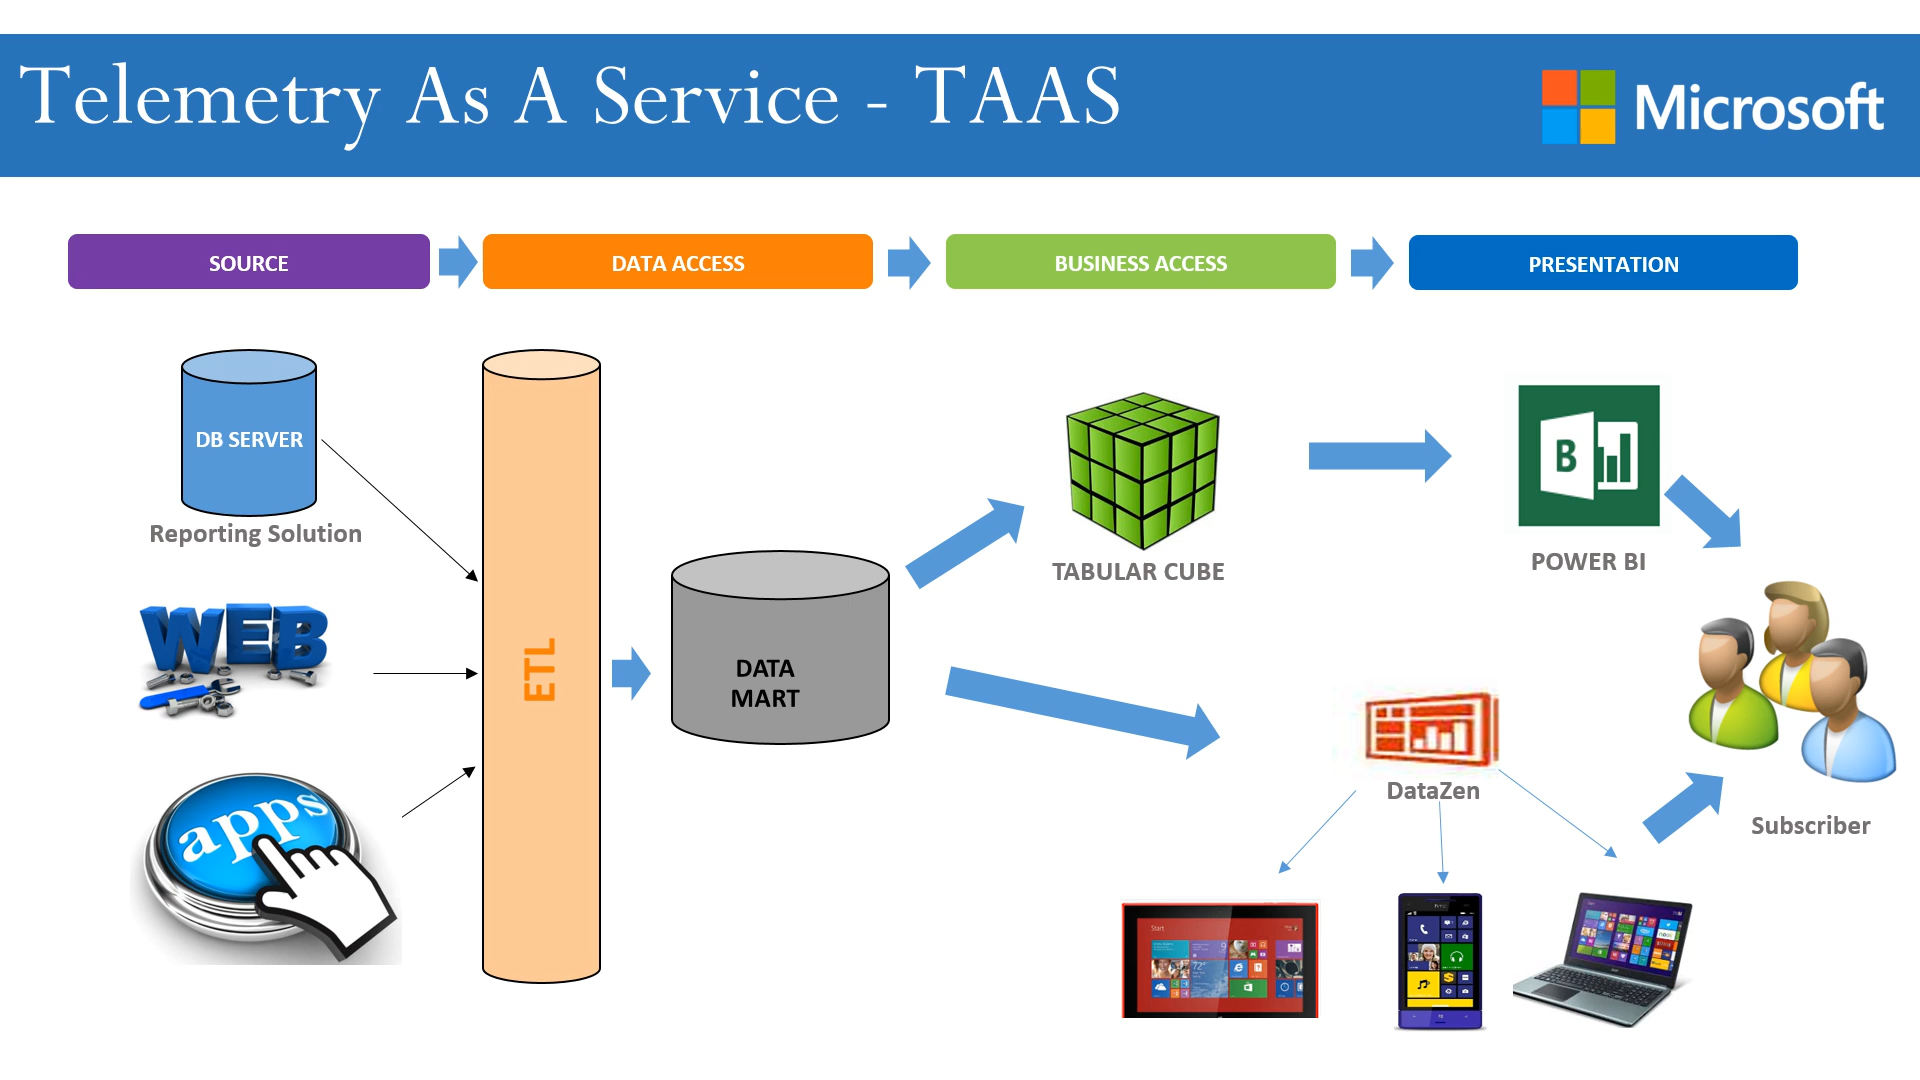 Telemetry As A Service - TAAS
Microsoft
SOURCE
DATA ACCESS
BUSINESS ACCESS
PRESENTATION
DB SERVER
Reporting Solution
WEB
apps
ETL
DATA
MART
TABULAR CUBE
B
POWER BI
DataZen
Subscriber
Start